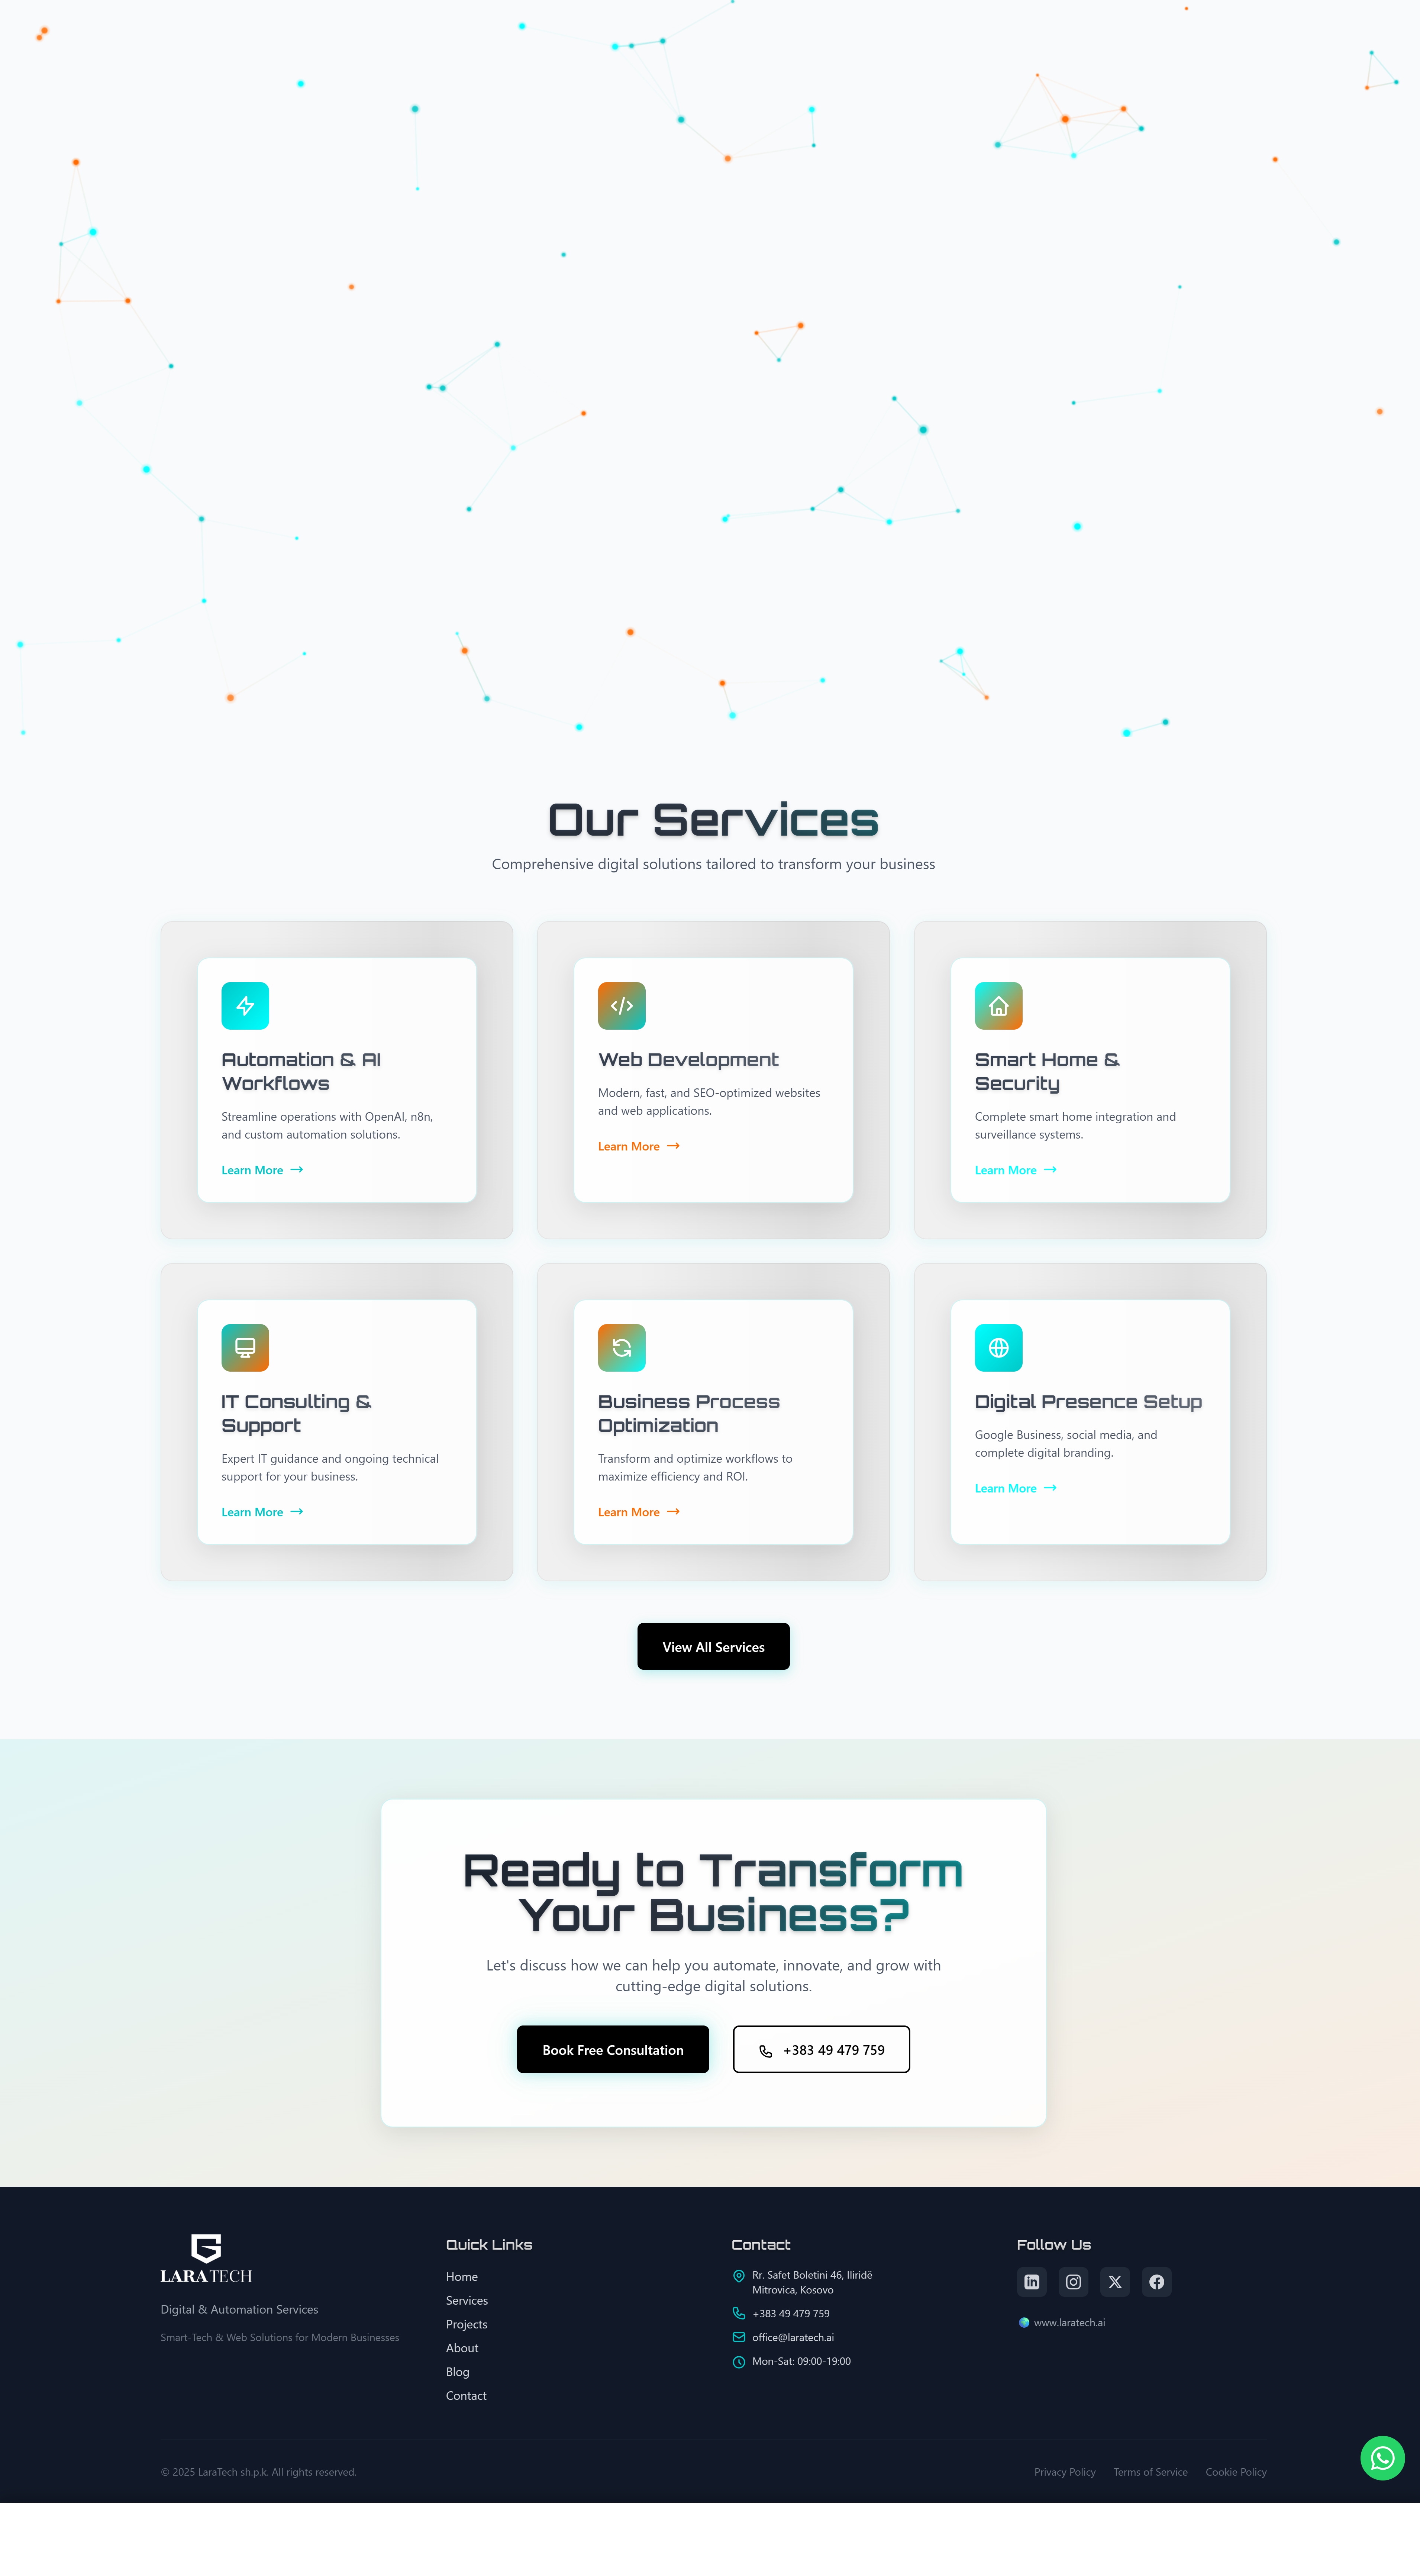 Our Services
Comprehensive digital solutions tailored to transform your business
Automation & AI
Workflows
Streamline operations with OpenAI, n8n,
and custom automation solutions.
Learn More
Web Development
Modern, fast, and SEO-optimized websites
and web applications.
Learn More
Smart Home &
Security
Complete smart home integration and
surveillance systems.
Learn More
IT Consulting &
Support
Expert IT guidance and ongoing technical
support for your business.
Learn More
Business Process
Optimization
Transform and optimize workflows to
maximize efficiency and ROI.
Learn More
Digital Presence Setup
Google Business, social media, and
complete digital branding.
Learn More
View All Services
Ready to Transform
Your Business?
Let's discuss how we can help you automate, innovate, and grow with
cutting-edge digital solutions.
Book Free Consultation
+383 49 479 759
LARATECH
Digital & Automation Services
Smart-Tech & Web Solutions for Modern Businesses
Quick Links
Home
Services
Projects
About
Blog
Contact
Contact
Rr. Safet Boletini 46, Iliridë
Mitrovica, Kosovo
+383 49 479 759
office@laratech.ai
Mon-Sat: 09:00-19:00
Follow Us
www.laratech.ai
© 2025 LaraTech sh.p.k. All rights reserved.
Privacy Policy
Terms of Service
Cookie Policy